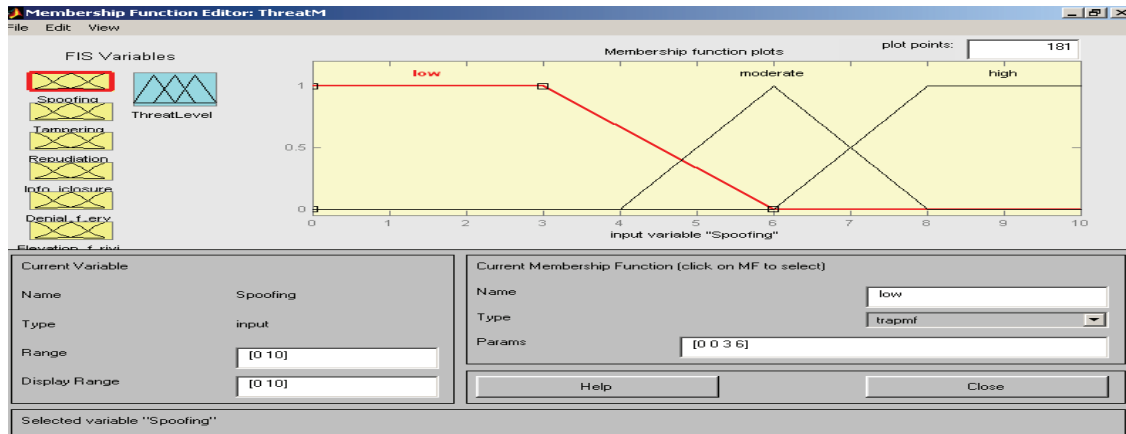 Membership Function Editor: ThreatM
File Edit View
FIS Variables
Spoofing
Tampering
Repudiation
Info_iclosure
Denial_f_erv
Elevation_f_rivi
ThreatLevel
Membership function plots
plot points:
181
low
moderate
high
1
0.5
0
0 1 2 3 4 5 6 7 8 9 10
input variable "Spoofing"
Current Variable
Name Spoofing
Type input
Range [0 10]
Display Range [0 10]
Current Membership Function (click on MF to select)
Name low
Type trapmf
Params [0 0 3 6]
Help
Close
Selected variable "Spoofing"